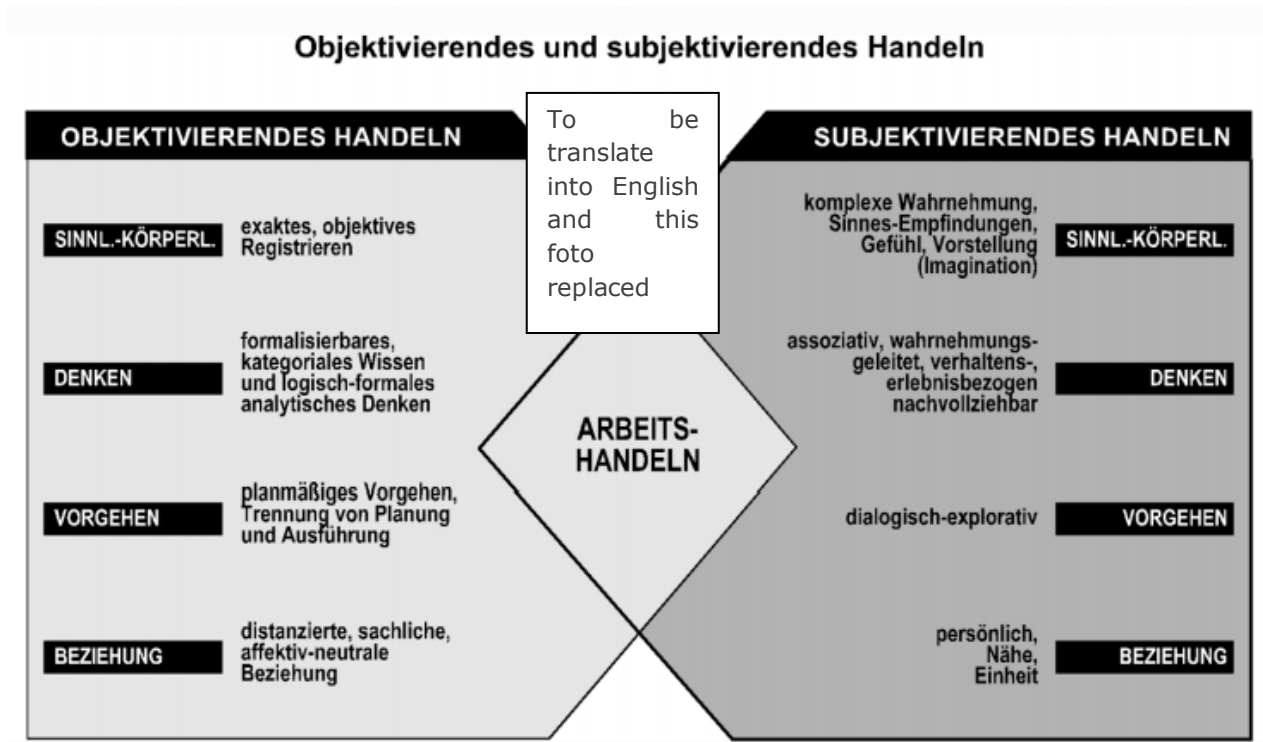 Objektivierendes und subjektivierendes Handeln
OBJEKTIVIERENDES HANDELN
SINNL.-KÖRPERL.
exaktes, objektives
Registrieren
DENKEN
formalisierbares,
kategoriales Wissen
und logisch-formales
analytisches Denken
VORGEHEN
planmäßiges Vorgehen,
Trennung von Planung
und Ausführung
BEZIEHUNG
distanzierte, sachliche,
affektiv-neutrale
Beziehung
To be
translate
into English
and this
foto
replaced
ARBEITS-
HANDELN
SUBJEKTIVIERENDES HANDELN
komplexe Wahrnehmung,
Sinnes-Empfindungen,
Gefühl, Vorstellung
(Imagination)
SINNL.-KÖRPERL.
assoziativ, wahrnehmungs-
geleitet, verhaltens-,
erlebnisbezogen
nachvollziehbar
DENKEN
dialogisch-explorativ
VORGEHEN
persönlich,
Nähe,
Einheit
BEZIEHUNG